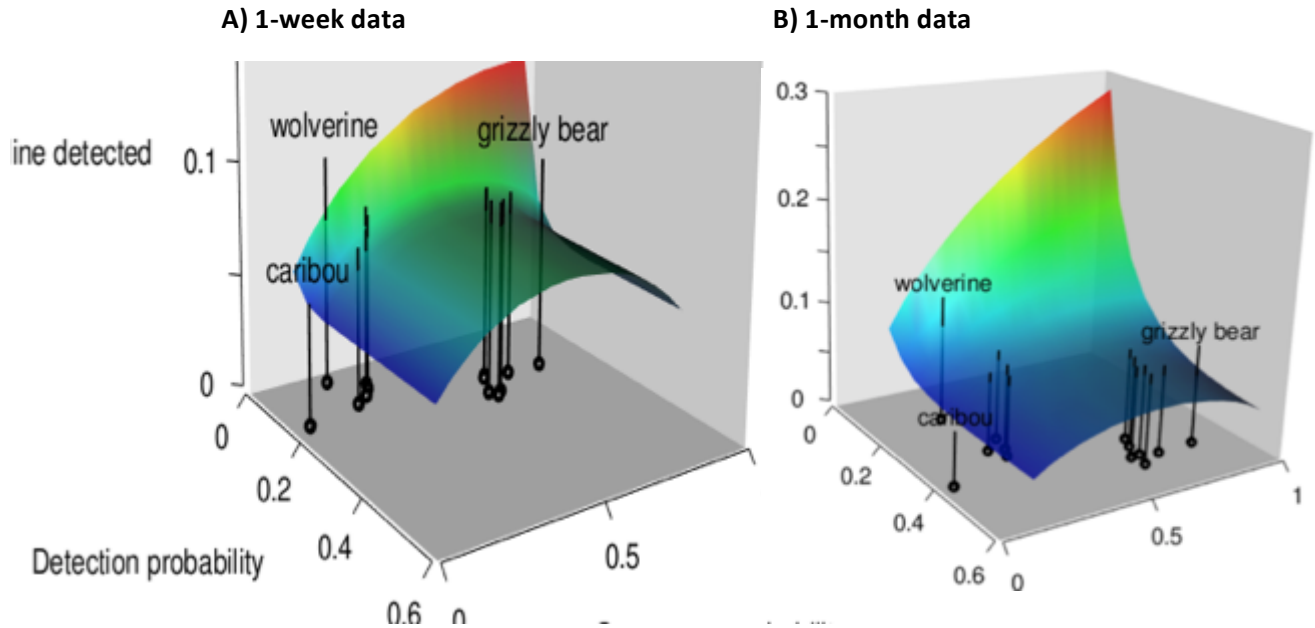 A) 1-week data
B) 1-month data
ine detected
0.1
0
wolverine
grizzly bear
caribou
0
0.2
0.4
0.6
0
0.5
Detection probability
0.3
0.2
0.1
0
wolverine
grizzly bear
caribou
0
0.2
0.4
0.6
0
0.5
1